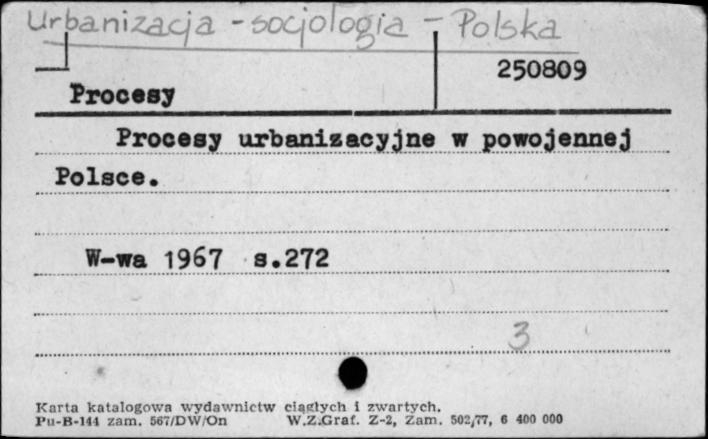 Urbanizacja - socjologia - Polska
250809
Procesy
Procesy urbanizacyjne w powojennej
Polsce.
W-wa 1967 s.272
3
Karta katalogowa wydawnictw ciągłych i zwartych.
Pu-B-144 zam. 567/DW/On W.Z.Graf. Z-2, Zam. 502/77, 6 400 000